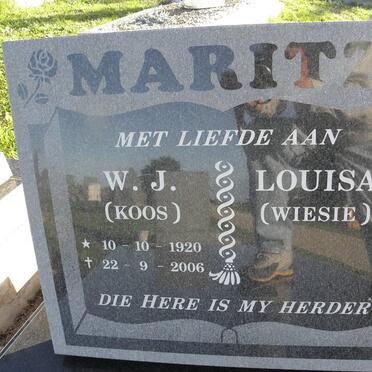 MARITZ
MET LIEFDE AAN
W. J. LOUISA
(KOOS) (WIESIE)
★ 10 - 10 - 1920
✝ 22 - 9 - 2006
DIE HERE IS MY HERDER